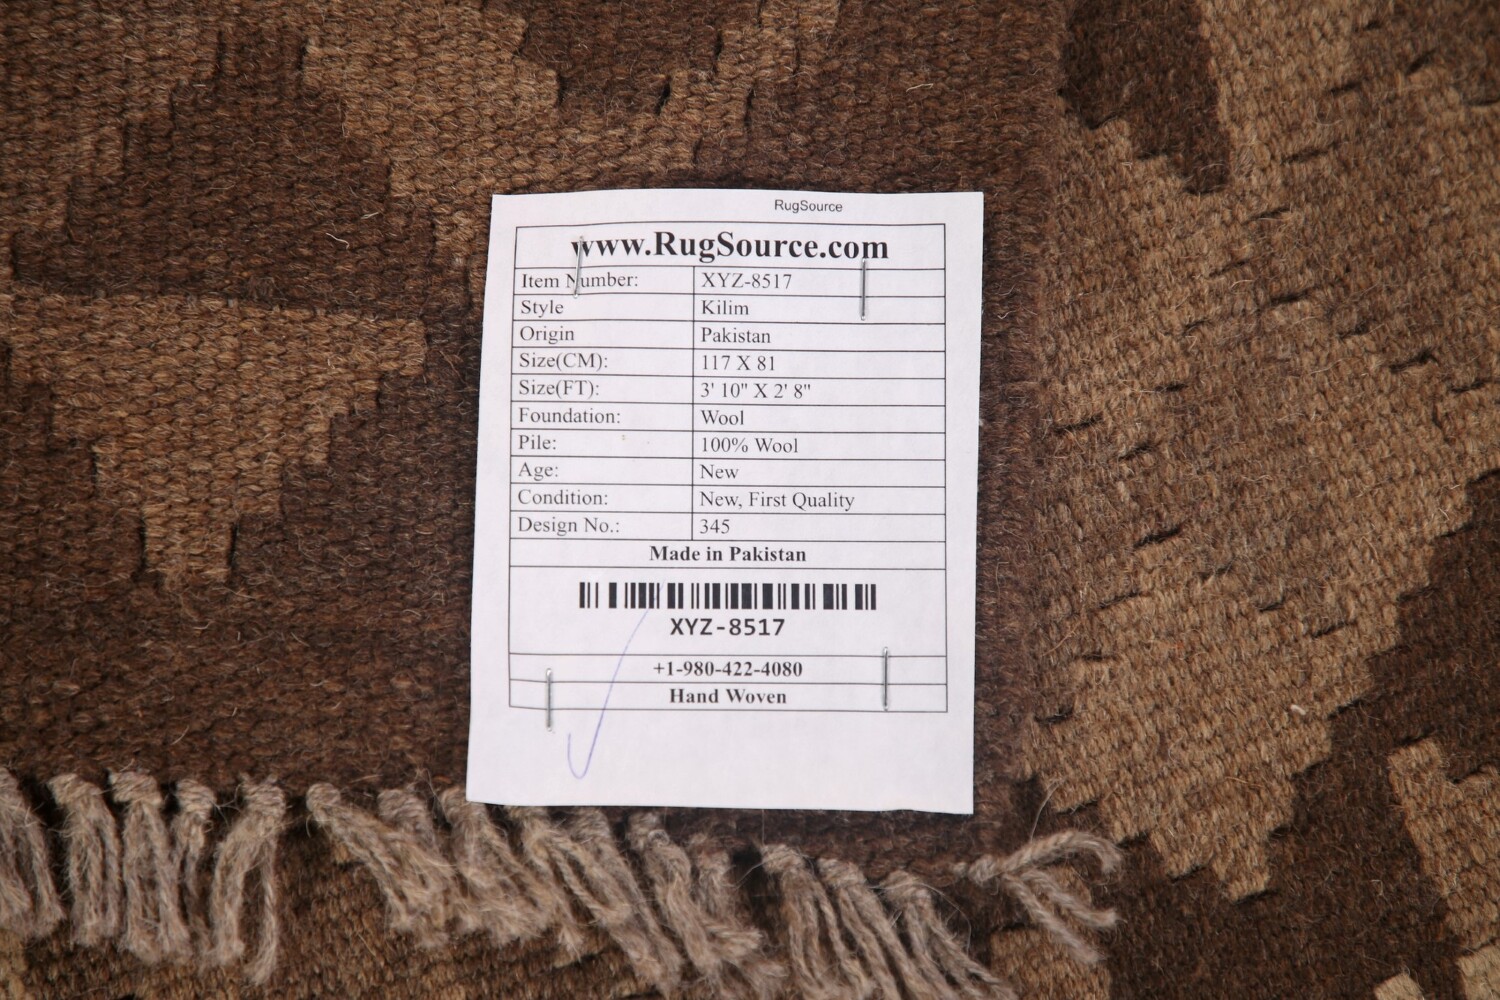 RugSource
www.RugSource.com
Item Number: XYZ-8517
Style Kilim
Origin Pakistan
Size(CM): 117 X 81
Size(FT): 3' 10" X 2' 8"
Foundation: Wool
Pile: 100% Wool
Age: New
Condition: New, First Quality
Design No.: 345
Made in Pakistan
XYZ-8517
+1-980-422-4080
Hand Woven